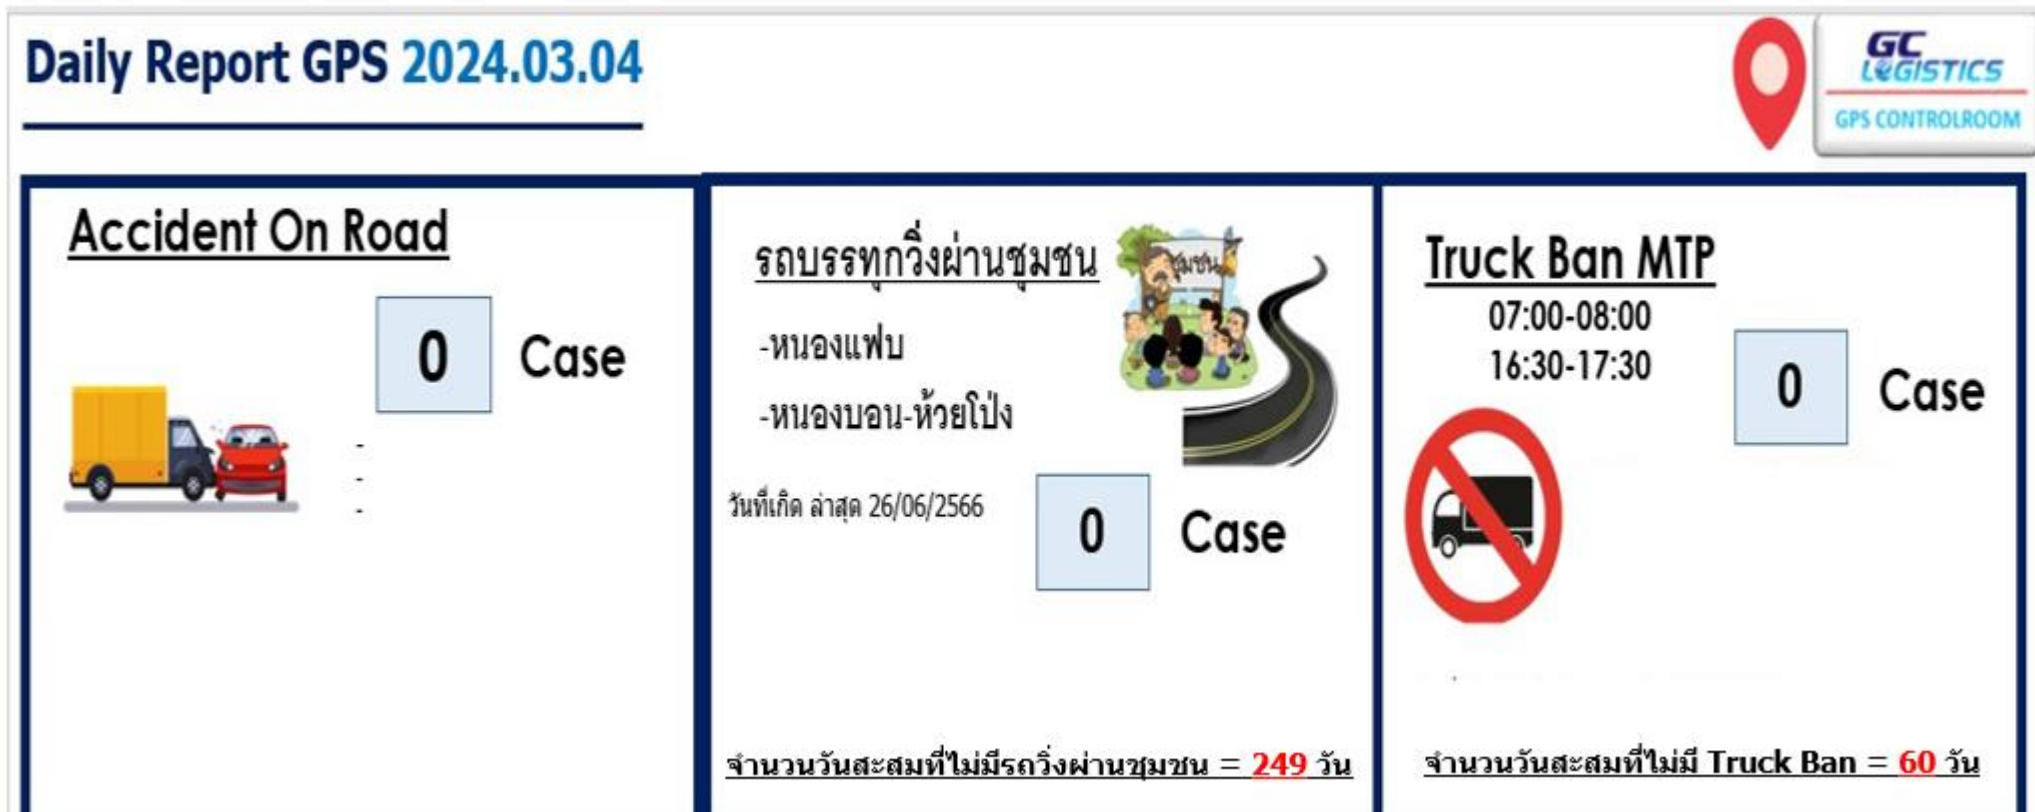 Daily Report GPS 2024.03.04
GC
LOGISTICS
GPS CONTROLROOM
Accident On Road
0 Case
-
-
-
รถบรรทุกวิ่งผ่านชุมชน
ชุมชน
-หนองแฟบ
-หนองบอน-ห้วยโป่ง
วันที่เกิด ล่าสุด 26/06/2566
0 Case
จำนวนวันสะสมที่ไม่มีรถวิ่งผ่านชุมชน = 249 วัน
Truck Ban MTP
07:00-08:00
16:30-17:30
0 Case
จำนวนวันสะสมที่ไม่มี Truck Ban = 60 วัน